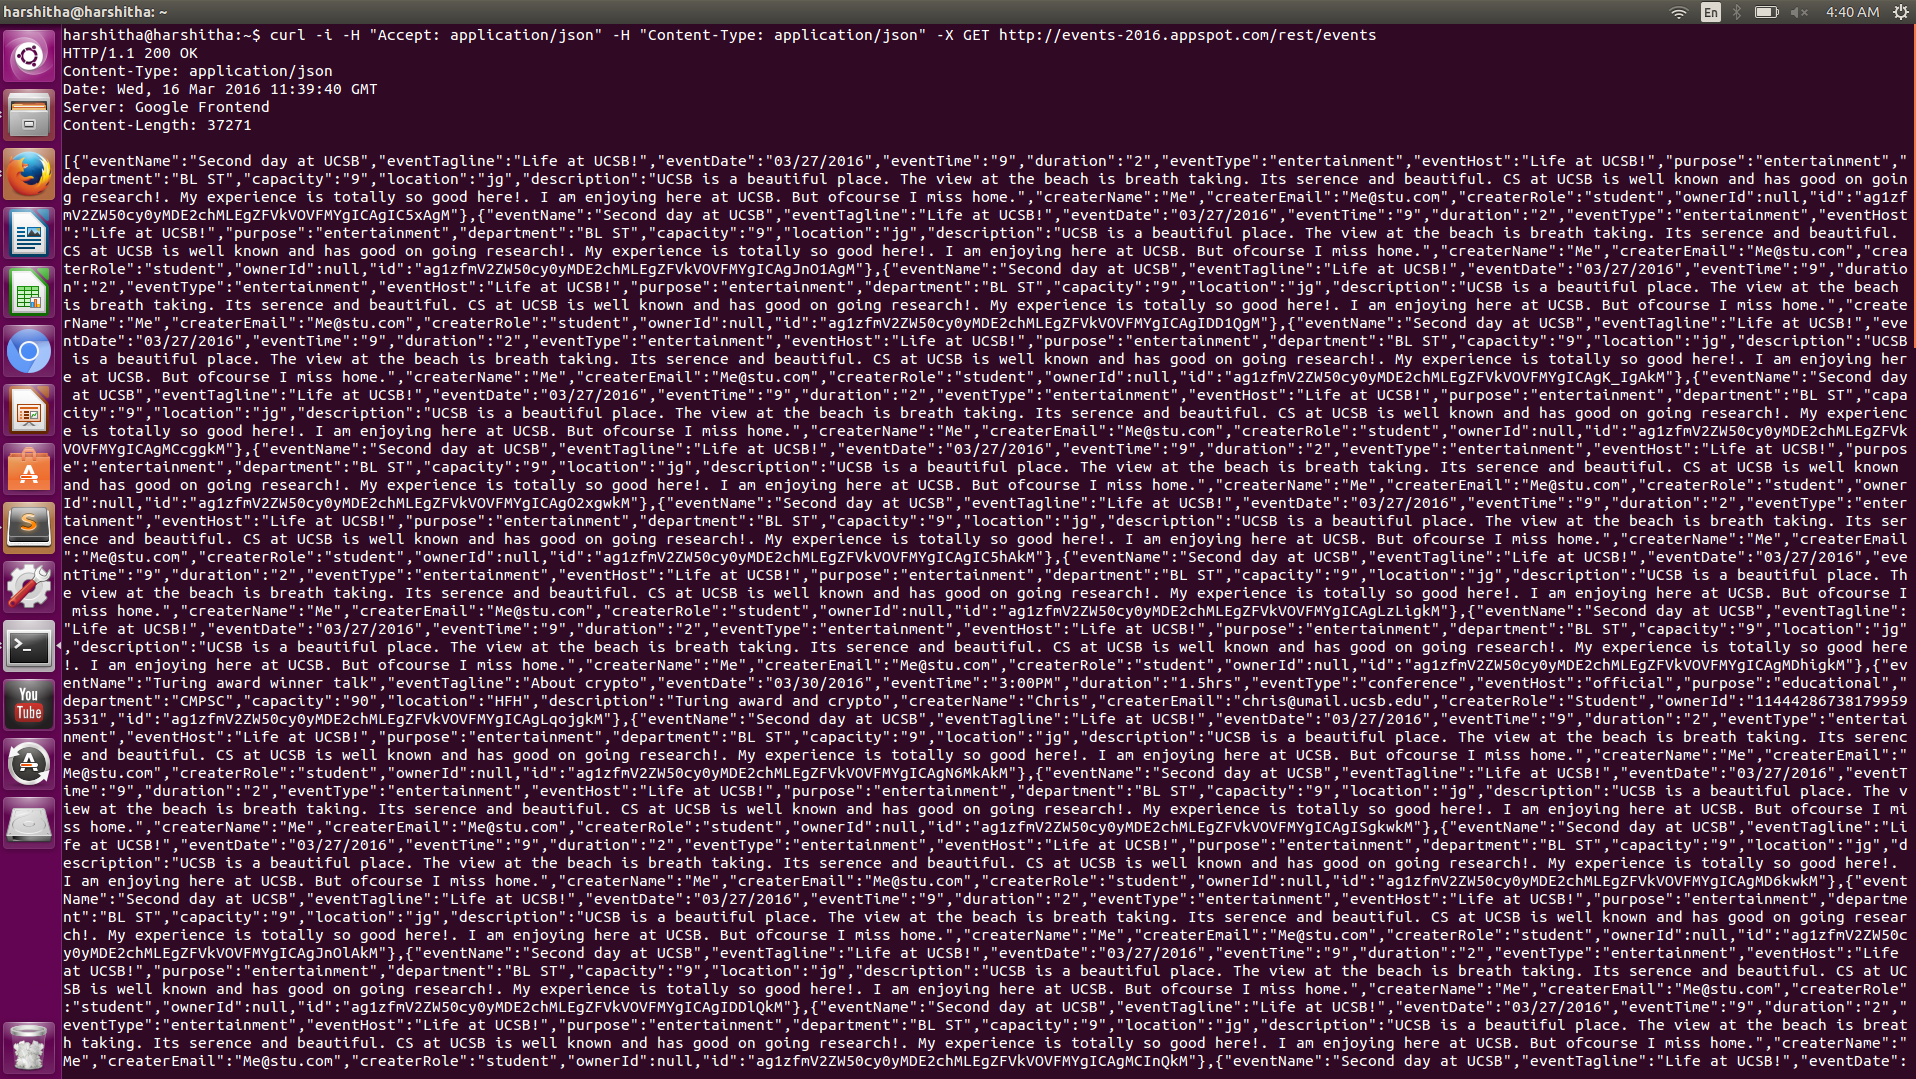 harshitha@harshitha: ~
En
4:40 AM
harshitha@harshitha:~$ curl -i -H "Accept: application/json" -H "Content-Type: application/json" -X GET http://events-2016.appspot.com/rest/events
HTTP/1.1 200 OK
Content-Type: application/json
Date: Wed, 16 Mar 2016 11:39:40 GMT
Server: Google Frontend
Content-Length: 37271
[{"eventName":"Second day at UCSB","eventTagline":"Life at UCSB!","eventDate":"03/27/2016","eventTime":"9","duration":"2","eventType":"entertainment","eventHost":"Life at UCSB!","purpose":"entertainment","
department":"BL ST","capacity":"9","location":"jg","description":"UCSB is a beautiful place. The view at the beach is breath taking. Its serence and beautiful. CS at UCSB is well known and has good on goin
g research!. My experience is totally so good here!. I am enjoying here at UCSB. But ofcourse I miss home.","createrName":"Me","createrEmail":"Me@stu.com","createrRole":"student","ownerId":null,"id":"ag1zf
mV2ZW50cy0yMDE2chMLEgZFVkVOVFMYgICAgIC5xAgM"},{"eventName":"Second day at UCSB","eventTagline":"Life at UCSB!","eventDate":"03/27/2016","eventTime":"9","duration":"2","eventType":"entertainment","eventHost
":"Life at UCSB!","purpose":"entertainment","department":"BL ST","capacity":"9","location":"jg","description":"UCSB is a beautiful place. The view at the beach is breath taking. Its serence and beautiful.
CS at UCSB is well known and has good on going research!. My experience is totally so good here!. I am enjoying here at UCSB. But ofcourse I miss home.","createrName":"Me","createrEmail":"Me@stu.com","crea
terRole":"student","ownerId":null,"id":"ag1zfmV2ZW50cy0yMDE2chMLEgZFVkVOVFMYgICAgJnO1AgM"},{"eventName":"Second day at UCSB","eventTagline":"Life at UCSB!","eventDate":"03/27/2016","eventTime":"9","duratio
n":"2","eventType":"entertainment","eventHost":"Life at UCSB!","purpose":"entertainment","department":"BL ST","capacity":"9","location":"jg","description":"UCSB is a beautiful place. The view at the beach
is breath taking. Its serence and beautiful. CS at UCSB is well known and has good on going research!. My experience is totally so good here!. I am enjoying here at UCSB. But ofcourse I miss home.","create
rName":"Me","createrEmail":"Me@stu.com","createrRole":"student","ownerId":null,"id":"ag1zfmV2ZW50cy0yMDE2chMLEgZFVkVOVFMYgICAgIDD1QgM"},{"eventName":"Second day at UCSB","eventTagline":"Life at UCSB!","eve
ntDate":"03/27/2016","eventTime":"9","duration":"2","eventType":"entertainment","eventHost":"Life at UCSB!","purpose":"entertainment","department":"BL ST","capacity":"9","location":"jg","description":"UCSB
is a beautiful place. The view at the beach is breath taking. Its serence and beautiful. CS at UCSB is well known and has good on going research!. My experience is totally so good here!. I am enjoying her
e at UCSB. But ofcourse I miss home.","createrName":"Me","createrEmail":"Me@stu.com","createrRole":"student","ownerId":null,"id":"ag1zfmV2ZW50cy0yMDE2chMLEgZFVkVOVFMYgICAgK_IgAkM"},{"eventName":"Second day
at UCSB","eventTagline":"Life at UCSB!","eventDate":"03/27/2016","eventTime":"9","duration":"2","eventType":"entertainment","eventHost":"Life at UCSB!","purpose":"entertainment","department":"BL ST","capa
city":"9","location":"jg","description":"UCSB is a beautiful place. The view at the beach is breath taking. Its serence and beautiful. CS at UCSB is well known and has good on going research!. My experienc
e is totally so good here!. I am enjoying here at UCSB. But ofcourse I miss home.","createrName":"Me","createrEmail":"Me@stu.com","createrRole":"student","ownerId":null,"id":"ag1zfmV2ZW50cy0yMDE2chMLEgZFVk
VOVFMYgICAgMCcggkM"},{"eventName":"Second day at UCSB","eventTagline":"Life at UCSB!","eventDate":"03/27/2016","eventTime":"9","duration":"2","eventType":"entertainment","eventHost":"Life at UCSB!","purpos
e":"entertainment","department":"BL ST","capacity":"9","location":"jg","description":"UCSB is a beautiful place. The view at the beach is breath taking. Its serence and beautiful. CS at UCSB is well known
and has good on going research!. My experience is totally so good here!. I am enjoying here at UCSB. But ofcourse I miss home.","createrName":"Me","createrEmail":"Me@stu.com","createrRole":"student","owner
Id":null,"id":"ag1zfmV2ZW50cy0yMDE2chMLEgZFVkVOVFMYgICAgO2xgwkM"},{"eventName":"Second day at UCSB","eventTagline":"Life at UCSB!","eventDate":"03/27/2016","eventTime":"9","duration":"2","eventType":"enter
tainment","eventHost":"Life at UCSB!","purpose":"entertainment","department":"BL ST","capacity":"9","location":"jg","description":"UCSB is a beautiful place. The view at the beach is breath taking. Its ser
ence and beautiful. CS at UCSB is well known and has good on going research!. My experience is totally so good here!. I am enjoying here at UCSB. But ofcourse I miss home.","createrName":"Me","createrEmail
":"Me@stu.com","createrRole":"student","ownerId":null,"id":"ag1zfmV2ZW50cy0yMDE2chMLEgZFVkVOVFMYgICAgIC5hAkM"},{"eventName":"Second day at UCSB","eventTagline":"Life at UCSB!","eventDate":"03/27/2016","eve
ntTime":"9","duration":"2","eventType":"entertainment","eventHost":"Life at UCSB!","purpose":"entertainment","department":"BL ST","capacity":"9","location":"jg","description":"UCSB is a beautiful place. Th
e view at the beach is breath taking. Its serence and beautiful. CS at UCSB is well known and has good on going research!. My experience is totally so good here!. I am enjoying here at UCSB. But ofcourse I
miss home.","createrName":"Me","createrEmail":"Me@stu.com","createrRole":"student","ownerId":null,"id":"ag1zfmV2ZW50cy0yMDE2chMLEgZFVkVOVFMYgICAgLzLigkM"},{"eventName":"Second day at UCSB","eventTagline":
"Life at UCSB!","eventDate":"03/27/2016","eventTime":"9","duration":"2","eventType":"entertainment","eventHost":"Life at UCSB!","purpose":"entertainment","department":"BL ST","capacity":"9","location":"jg"
,"description":"UCSB is a beautiful place. The view at the beach is breath taking. Its serence and beautiful. CS at UCSB is well known and has good on going research!. My experience is totally so good here
!. I am enjoying here at UCSB. But ofcourse I miss home.","createrName":"Me","createrEmail":"Me@stu.com","createrRole":"student","ownerId":null,"id":"ag1zfmV2ZW50cy0yMDE2chMLEgZFVkVOVFMYgICAgMDhigkM"},{"e
ventName":"Turing award winner talk","eventTagline":"About crypto","eventDate":"03/30/2016","eventTime":"3:00PM","duration":"1.5hrs","eventType":"conference","eventHost":"official","purpose":"educational",
"department":"CMPSC","capacity":"90","location":"HFH","description":"Turing award and crypto","createrName":"Chris","createrEmail":"chris@umail.ucsb.edu","createrRole":"Student","ownerId":"11444286738179959
3531","id":"ag1zfmV2ZW50cy0yMDE2chMLEgZFVkVOVFMYgICAgLqojgkM"},{"eventName":"Second day at UCSB","eventTagline":"Life at UCSB!","eventDate":"03/27/2016","eventTime":"9","duration":"2","eventType":"entertai
nment","eventHost":"Life at UCSB!","purpose":"entertainment","department":"BL ST","capacity":"9","location":"jg","description":"UCSB is a beautiful place. The view at the beach is breath taking. Its serenc
e and beautiful. CS at UCSB is well known and has good on going research!. My experience is totally so good here!. I am enjoying here at UCSB. But ofcourse I miss home.","createrName":"Me","createrEmail":"
Me@stu.com","createrRole":"student","ownerId":null,"id":"ag1zfmV2ZW50cy0yMDE2chMLEgZFVkVOVFMYgICAgN6MkAkM"},{"eventName":"Second day at UCSB","eventTagline":"Life at UCSB!","eventDate":"03/27/2016","eventT
ime":"9","duration":"2","eventType":"entertainment","eventHost":"Life at UCSB!","purpose":"entertainment","department":"BL ST","capacity":"9","location":"jg","description":"UCSB is a beautiful place. The v
iew at the beach is breath taking. Its serence and beautiful. CS at UCSB is well known and has good on going research!. My experience is totally so good here!. I am enjoying here at UCSB. But ofcourse I mi
ss home.","createrName":"Me","createrEmail":"Me@stu.com","createrRole":"student","ownerId":null,"id":"ag1zfmV2ZW50cy0yMDE2chMLEgZFVkVOVFMYgICAgISgkwkM"},{"eventName":"Second day at UCSB","eventTagline":"Li
fe at UCSB!","eventDate":"03/27/2016","eventTime":"9","duration":"2","eventType":"entertainment","eventHost":"Life at UCSB!","purpose":"entertainment","department":"BL ST","capacity":"9","location":"jg","d
escription":"UCSB is a beautiful place. The view at the beach is breath taking. Its serence and beautiful. CS at UCSB is well known and has good on going research!. My experience is totally so good here!.
I am enjoying here at UCSB. But ofcourse I miss home.","createrName":"Me","createrEmail":"Me@stu.com","createrRole":"student","ownerId":null,"id":"ag1zfmV2ZW50cy0yMDE2chMLEgZFVkVOVFMYgICAgMD6kwkM"},{"event
Name":"Second day at UCSB","eventTagline":"Life at UCSB!","eventDate":"03/27/2016","eventTime":"9","duration":"2","eventType":"entertainment","eventHost":"Life at UCSB!","purpose":"entertainment","departme
nt":"BL ST","capacity":"9","location":"jg","description":"UCSB is a beautiful place. The view at the beach is breath taking. Its serence and beautiful. CS at UCSB is well known and has good on going resear
ch!. My experience is totally so good here!. I am enjoying here at UCSB. But ofcourse I miss home.","createrName":"Me","createrEmail":"Me@stu.com","createrRole":"student","ownerId":null,"id":"ag1zfmV2ZW50c
y0yMDE2chMLEgZFVkVOVFMYgICAgJnOlAkM"},{"eventName":"Second day at UCSB","eventTagline":"Life at UCSB!","eventDate":"03/27/2016","eventTime":"9","duration":"2","eventType":"entertainment","eventHost":"Life
at UCSB!","purpose":"entertainment","department":"BL ST","capacity":"9","location":"jg","description":"UCSB is a beautiful place. The view at the beach is breath taking. Its serence and beautiful. CS at UC
SB is well known and has good on going research!. My experience is totally so good here!. I am enjoying here at UCSB. But ofcourse I miss home.","createrName":"Me","createrEmail":"Me@stu.com","createrRole"
:"student","ownerId":null,"id":"ag1zfmV2ZW50cy0yMDE2chMLEgZFVkVOVFMYgICAgIDDlQkM"},{"eventName":"Second day at UCSB","eventTagline":"Life at UCSB!","eventDate":"03/27/2016","eventTime":"9","duration":"2","
eventType":"entertainment","eventHost":"Life at UCSB!","purpose":"entertainment","department":"BL ST","capacity":"9","location":"jg","description":"UCSB is a beautiful place. The view at the beach is breat
h taking. Its serence and beautiful. CS at UCSB is well known and has good on going research!. My experience is totally so good here!. I am enjoying here at UCSB. But ofcourse I miss home.","createrName":"
Me","createrEmail":"Me@stu.com","createrRole":"student","ownerId":null,"id":"ag1zfmV2ZW50cy0yMDE2chMLEgZFVkVOVFMYgICAgMCInQkM"},{"eventName":"Second day at UCSB","eventTagline":"Life at UCSB!","eventDate":
You
Tube